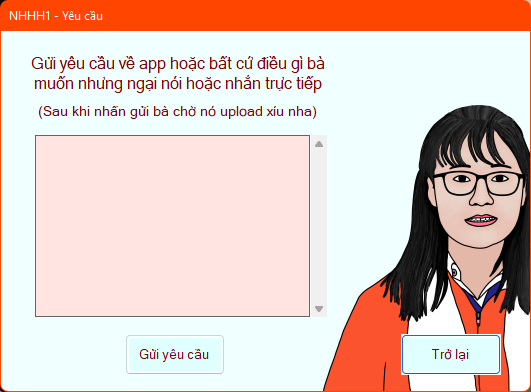 NHHH1 - Yêu cầu
Gửi yêu cầu về app hoặc bất cứ điều gì bà
muốn nhưng ngại nói hoặc nhắn trực tiếp
(Sau khi nhấn gửi bà chờ nó upload xíu nha)
Gửi yêu cầu
Trở lại